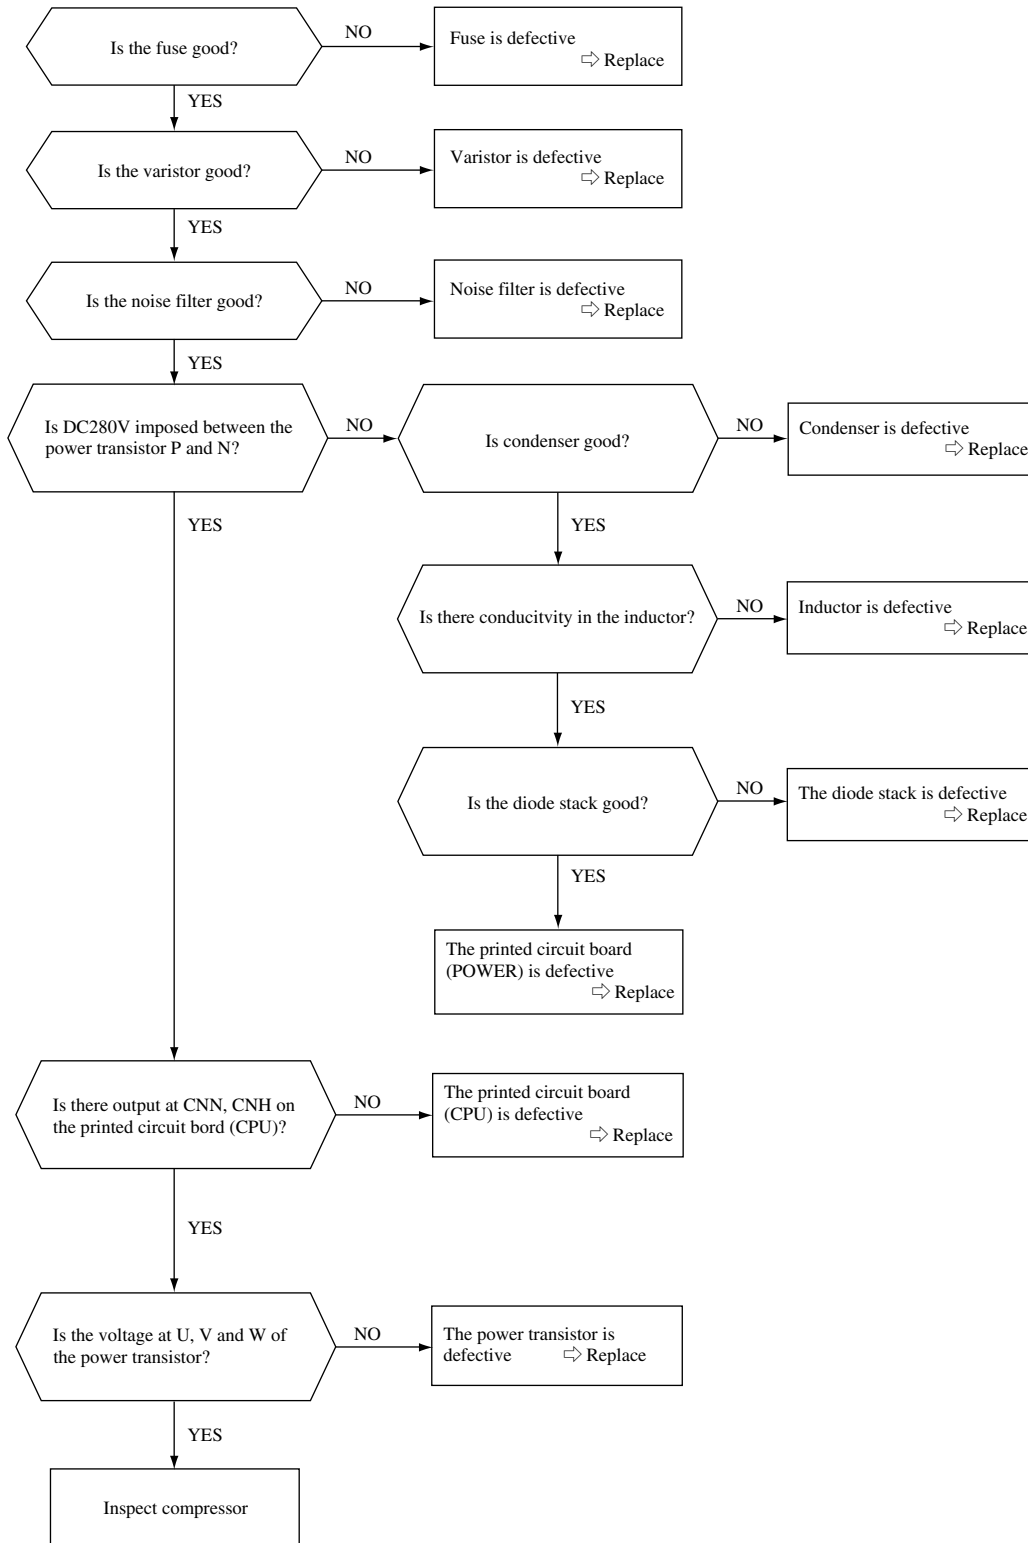 Is the fuse good?
NO
Fuse is defective
⇨ Replace
YES
Is the varistor good?
NO
Varistor is defective
⇨ Replace
YES
Is the noise filter good?
NO
Noise filter is defective
⇨ Replace
YES
Is DC280V imposed between the
power transistor P and N?
NO
Is condenser good?
NO
Condenser is defective
⇨ Replace
YES
YES
Is there conducitvity in the inductor?
NO
Inductor is defective
⇨ Replace
YES
Is the diode stack good?
NO
The diode stack is defective
⇨ Replace
YES
The printed circuit board
(POWER) is defective
⇨ Replace
Is there output at CNN, CNH on
the printed circuit bord (CPU)?
NO
The printed circuit board
(CPU) is defective
⇨ Replace
YES
Is the voltage at U, V and W of
the power transistor?
NO
The power transistor is
defective ⇨ Replace
YES
Inspect compressor